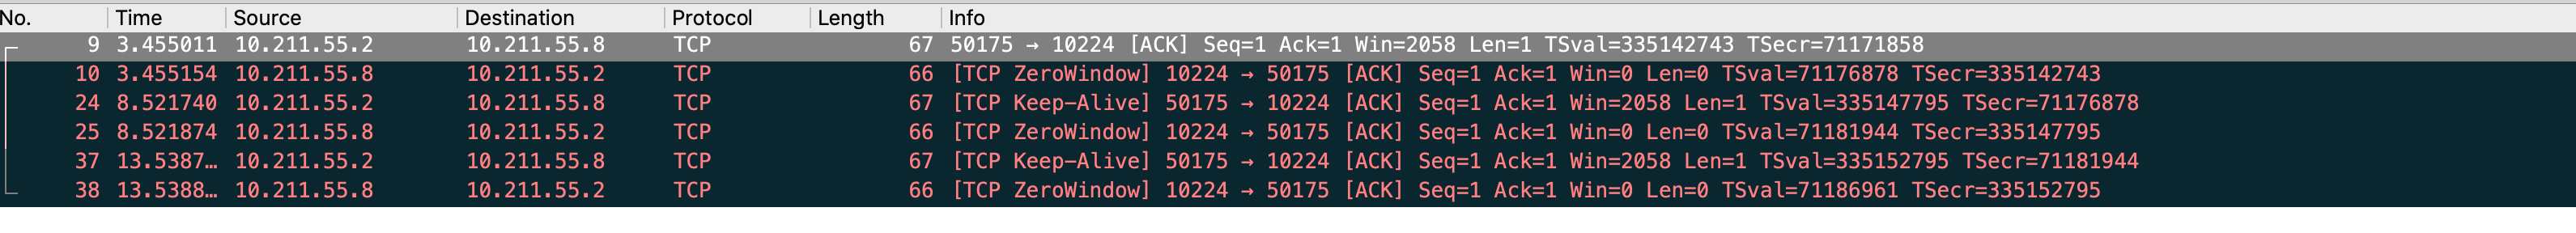 No. Time Source Destination Protocol Length Info
9 3.455011 10.211.55.2 10.211.55.8 TCP 67 50175 → 10224 [ACK] Seq=1 Ack=1 Win=2058 Len=1 TSval=335142743 TSecr=71171858
10 3.455154 10.211.55.8 10.211.55.2 TCP 66 [TCP ZeroWindow] 10224 → 50175 [ACK] Seq=1 Ack=1 Win=0 Len=0 TSval=71176878 TSecr=335142743
24 8.521740 10.211.55.2 10.211.55.8 TCP 67 [TCP Keep-Alive] 50175 → 10224 [ACK] Seq=1 Ack=1 Win=2058 Len=1 TSval=335147795 TSecr=71176878
25 8.521874 10.211.55.8 10.211.55.2 TCP 66 [TCP ZeroWindow] 10224 → 50175 [ACK] Seq=1 Ack=1 Win=0 Len=0 TSval=71181944 TSecr=335147795
37 13.5387… 10.211.55.2 10.211.55.8 TCP 67 [TCP Keep-Alive] 50175 → 10224 [ACK] Seq=1 Ack=1 Win=2058 Len=1 TSval=335152795 TSecr=71181944
38 13.5388… 10.211.55.8 10.211.55.2 TCP 66 [TCP ZeroWindow] 10224 → 50175 [ACK] Seq=1 Ack=1 Win=0 Len=0 TSval=71186961 TSecr=335152795